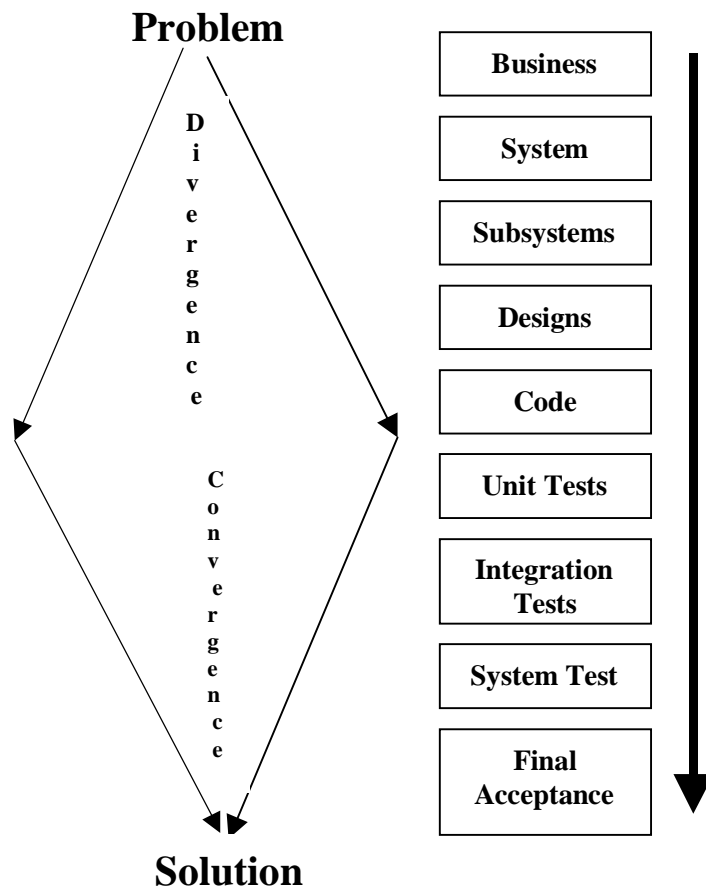 Problem
Divergence
Convergence
Solution
Business
System
Subsystems
Designs
Code
Unit Tests
Integration
Tests
System Test
Final
Acceptance